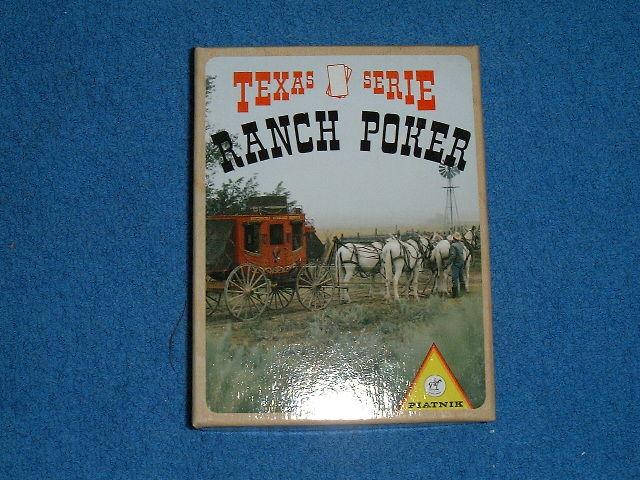 TEXAS SERIE
RANCH POKER
PIATNIK